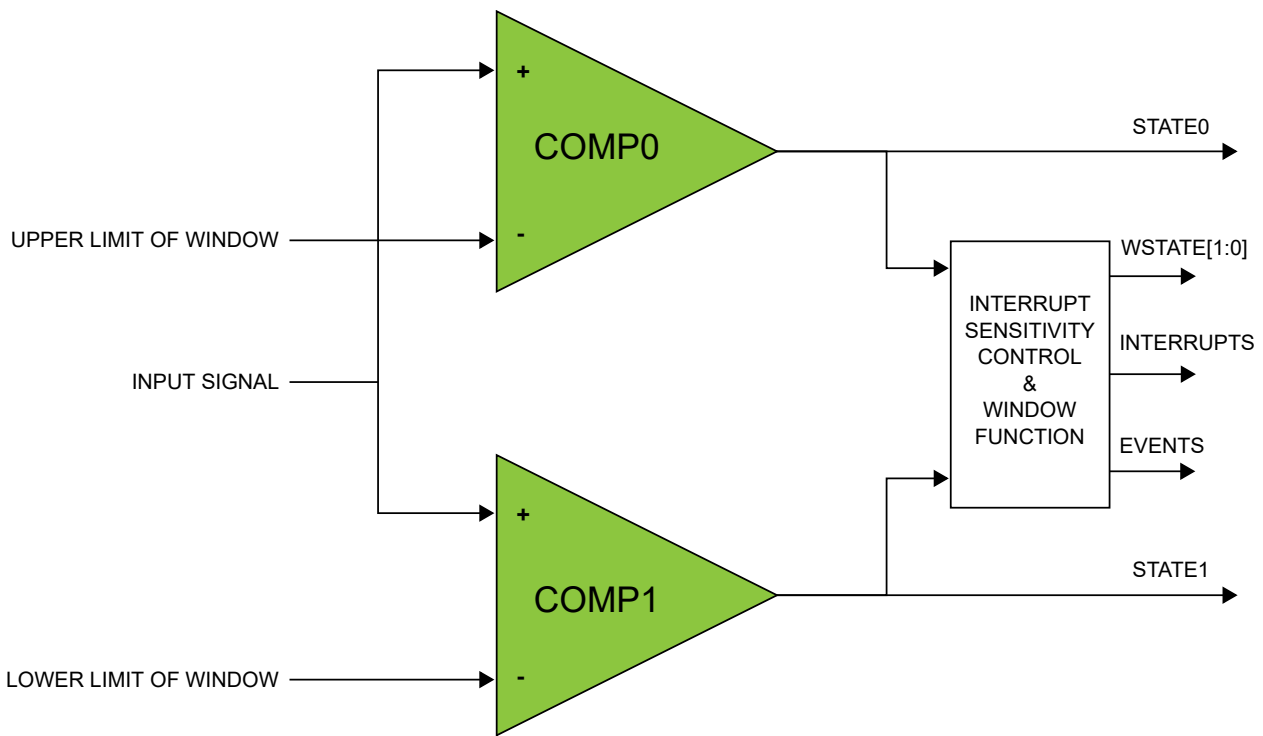 +
COMP0
-
STATE0
UPPER LIMIT OF WINDOW
WSTATE[1:0]
INTERRUPT
SENSITIVITY
CONTROL
&
WINDOW
FUNCTION
INTERRUPTS
EVENTS
INPUT SIGNAL
+
COMP1
-
STATE1
LOWER LIMIT OF WINDOW